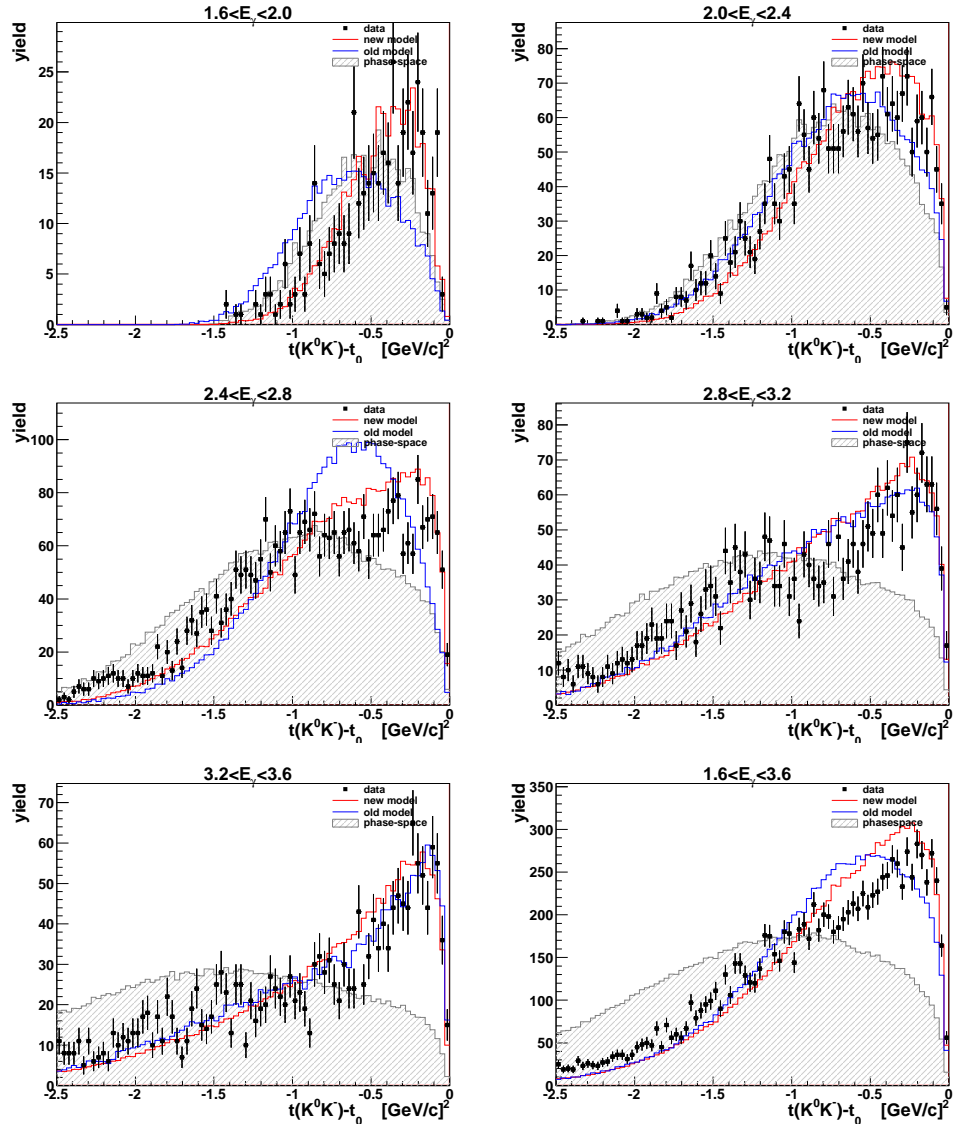 1.6<Eγ<2.0
yield
data
new model
old model
phase-space
25
20
15
10
5
0
-2.5 -2 -1.5 -1 -0.5 0
t(K⁰K⁻)-t₀ [GeV/c]²
2.0<Eγ<2.4
yield
data
new model
old model
phase-space
80
70
60
50
40
30
20
10
0
-2.5 -2 -1.5 -1 -0.5 0
t(K⁰K⁻)-t₀ [GeV/c]²
2.4<Eγ<2.8
yield
data
new model
old model
phase-space
100
80
60
40
20
0
-2.5 -2 -1.5 -1 -0.5 0
t(K⁰K⁻)-t₀ [GeV/c]²
2.8<Eγ<3.2
yield
data
new model
old model
phase-space
80
70
60
50
40
30
20
10
0
-2.5 -2 -1.5 -1 -0.5 0
t(K⁰K⁻)-t₀ [GeV/c]²
3.2<Eγ<3.6
yield
data
new model
old model
phase-space
70
60
50
40
30
20
10
0
-2.5 -2 -1.5 -1 -0.5 0
t(K⁰K⁻)-t₀ [GeV/c]²
1.6<Eγ<3.6
yield
data
new model
old model
phasespace
350
300
250
200
150
100
50
0
-2.5 -2 -1.5 -1 -0.5 0
t(K⁰K⁻)-t₀ [GeV/c]²